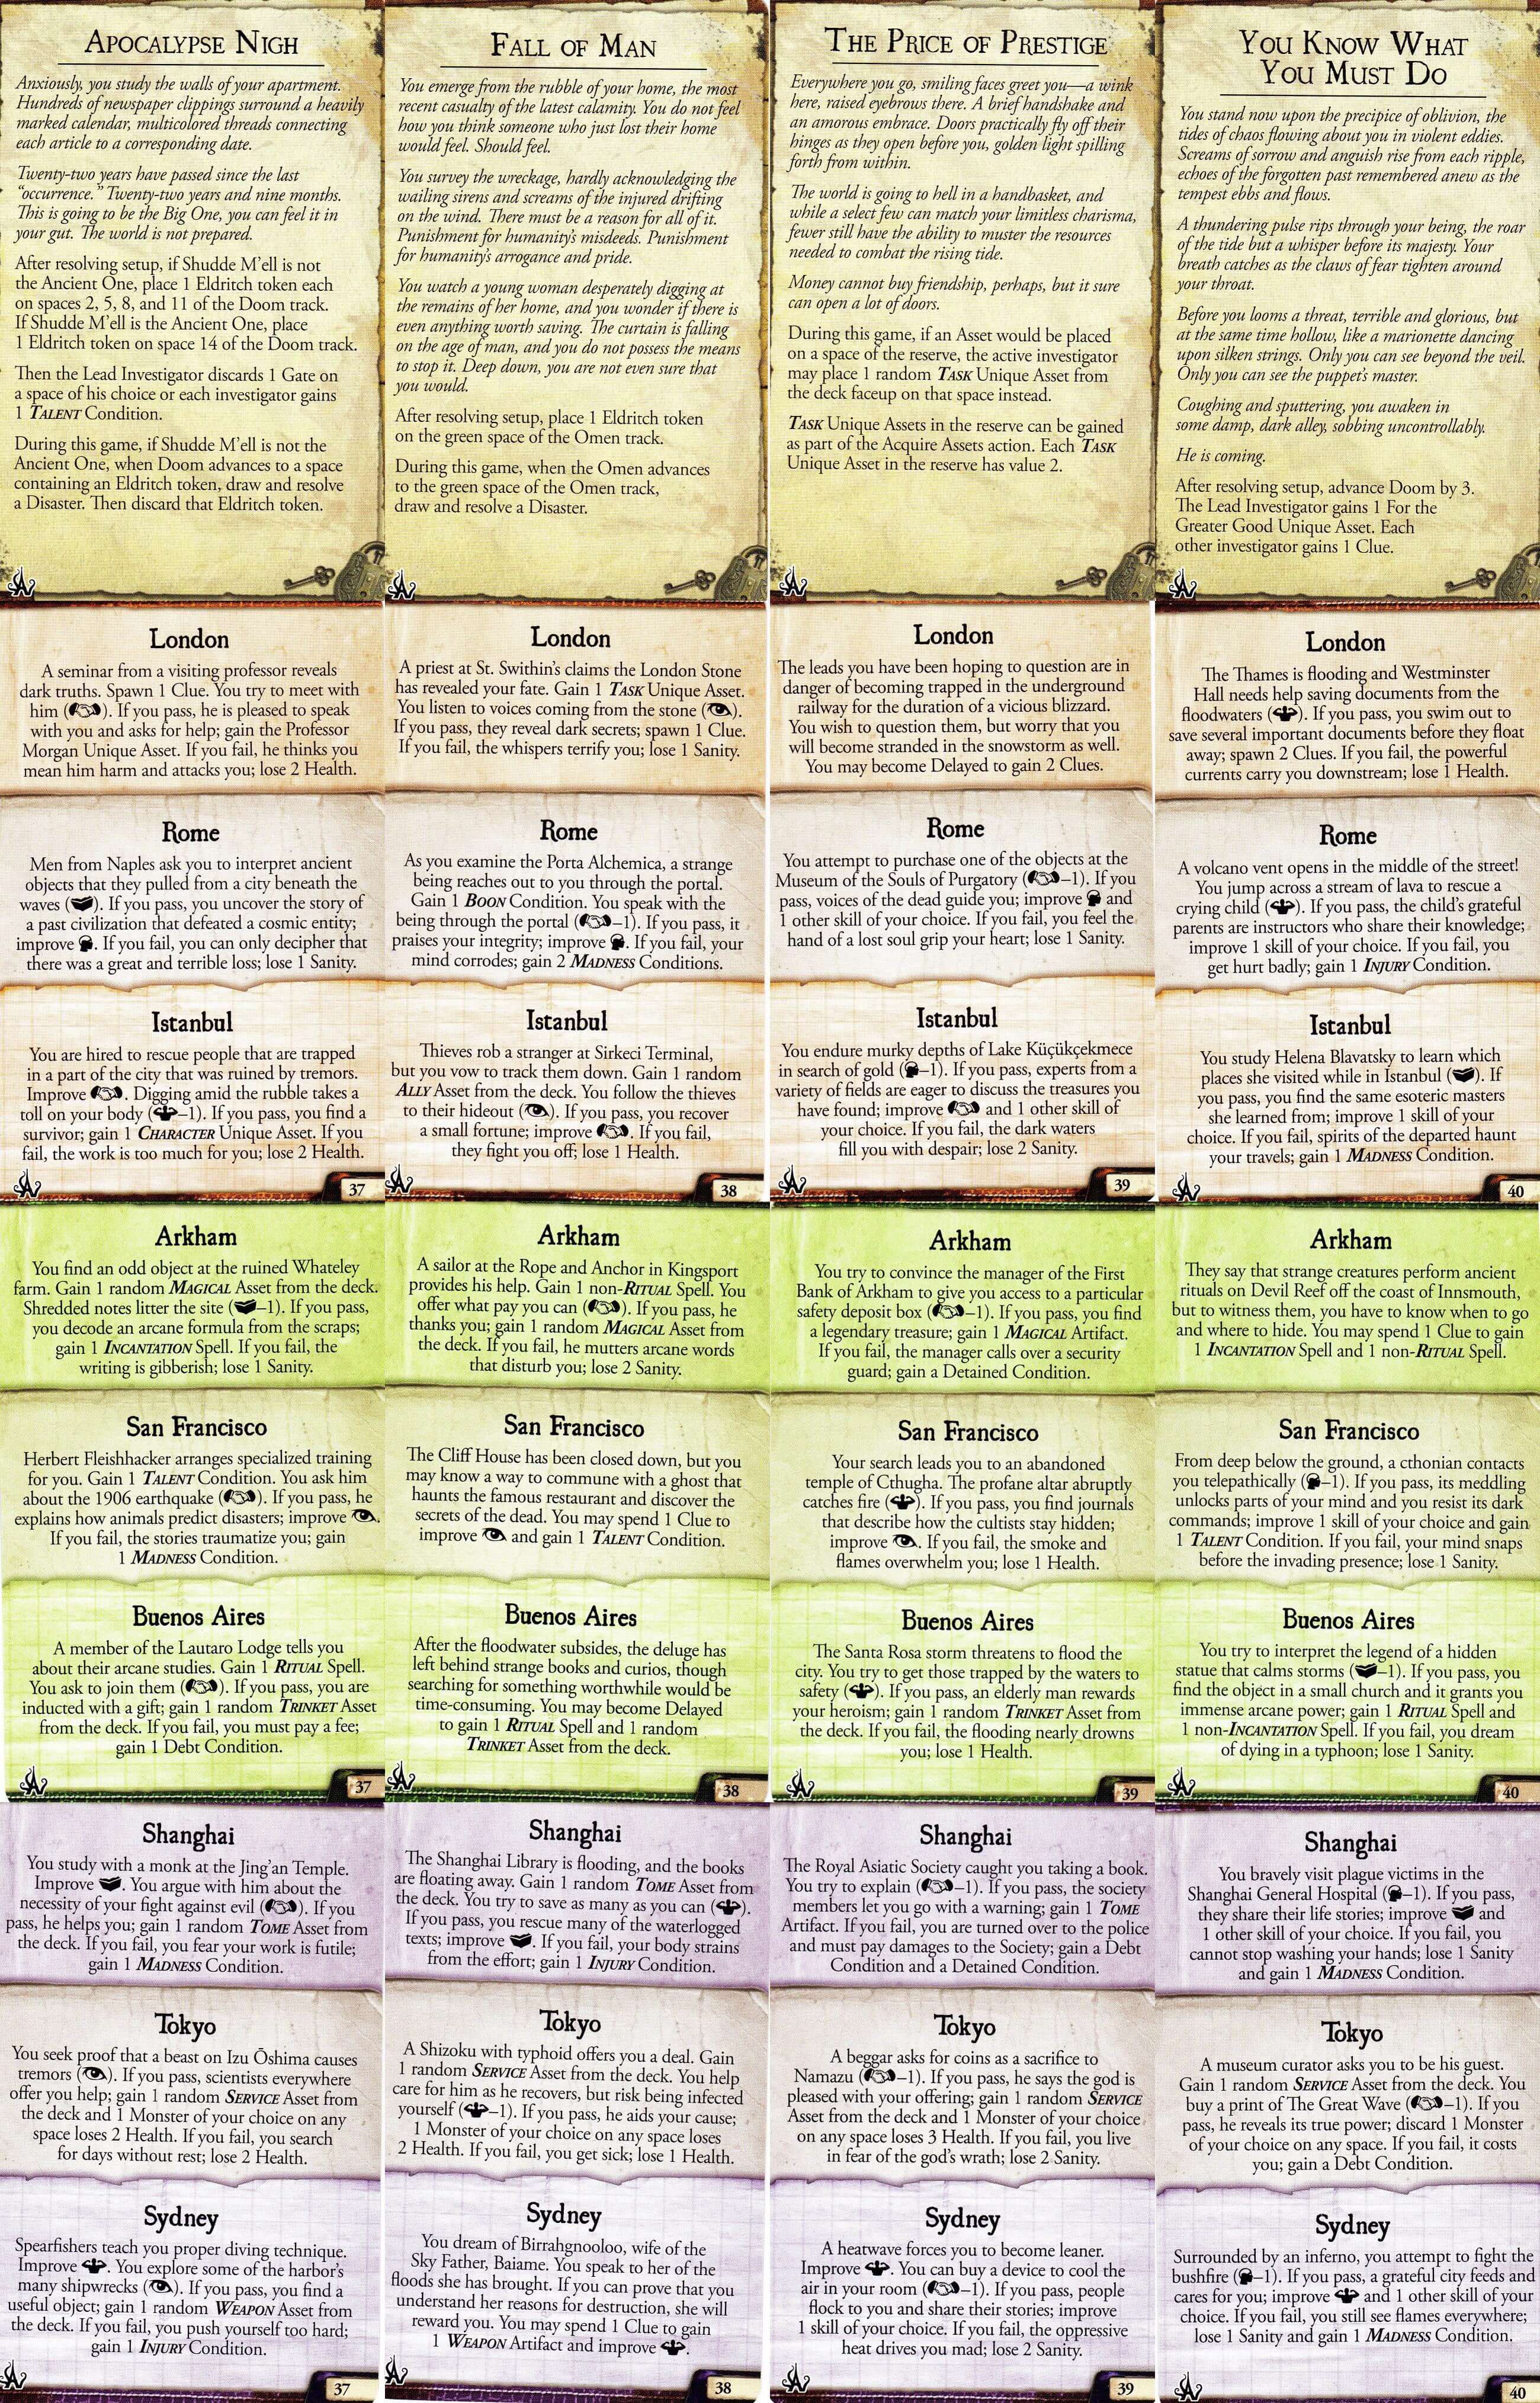 APOCALYPSE NIGH
Anxiously, you study the walls of your apartment.
Hundreds of newspaper clippings surround a heavily
marked calendar, multicolored threads connecting
each article to a corresponding date.
Twenty-two years have passed since the last
“occurrence.” Twenty-two years and nine months.
This is going to be the Big One, you can feel it in
your gut. The world is not prepared.
After resolving setup, if Shudde M'ell is not
the Ancient One, place 1 Eldritch token each
on spaces 2, 5, 8, and 11 of the Doom track.
If Shudde M'ell is the Ancient One, place
1 Eldritch token on space 14 of the Doom track.
Then the Lead Investigator discards 1 Gate on
a space of his choice or each investigator gains
1 TALENT Condition.
During this game, if Shudde M'ell is not the
Ancient One, when Doom advances to a space
containing an Eldritch token, draw and resolve
a Disaster. Then discard that Eldritch token.
FALL OF MAN
You emerge from the rubble of your home, the most
recent casualty of the latest calamity. You do not feel
how you think someone who just lost their home
would feel. Should feel.
You survey the wreckage, hardly acknowledging the
wailing sirens and screams of the injured drifting
on the wind. There must be a reason for all of it.
Punishment for humanity's misdeeds. Punishment
for humanity's arrogance and pride.
You watch a young woman desperately digging at
the remains of her home, and you wonder if there is
even anything worth saving. The curtain is falling
on the age of man, and you do not possess the means
to stop it. Deep down, you are not even sure that
you would.
After resolving setup, place 1 Eldritch token
on the green space of the Omen track.
During this game, when the Omen advances
to the green space of the Omen track,
draw and resolve a Disaster.
THE PRICE OF PRESTIGE
Everywhere you go, smiling faces greet you—a wink
here, raised eyebrows there. A brief handshake and
an amorous embrace. Doors practically fly off their
hinges as they open before you, golden light spilling
forth from within.
The world is going to hell in a handbasket, and
while a select few can match your limitless charisma,
fewer still have the ability to muster the resources
needed to combat the rising tide.
Money cannot buy friendship, perhaps, but it sure
can open a lot of doors.
During this game, if an Asset would be placed
on a space of the reserve, the active investigator
may place 1 random TASK Unique Asset from
the deck faceup on that space instead.
TASK Unique Assets in the reserve can be gained
as part of the Acquire Assets action. Each TASK
Unique Asset in the reserve has value 2.
YOU KNOW WHAT
YOU MUST DO
You stand now upon the precipice of oblivion, the
tides of chaos flowing about you in violent eddies.
Screams of sorrow and anguish rise from each ripple,
echoes of the forgotten past remembered anew as the
tempest ebbs and flows.
A thundering pulse rips through your being, the roar
of the tide but a whisper before its majesty. Your
breath catches as the claws of fear tighten around
your throat.
Before you looms a threat, terrible and glorious, but
at the same time hollow, like a marionette dancing
upon silken strings. Only you can see beyond the veil.
Only you can see the puppet's master.
Coughing and sputtering, you awaken in
some damp, dark alley, sobbing uncontrollably.
He is coming.
After resolving setup, advance Doom by 3.
The Lead Investigator gains 1 For the
Greater Good Unique Asset. Each
other investigator gains 1 Clue.
London
A seminar from a visiting professor reveals
dark truths. Spawn 1 Clue. You try to meet with
him (). If you pass, he is pleased to speak
with you and asks for help; gain the Professor
Morgan Unique Asset. If you fail, he thinks you
mean him harm and attacks you; lose 2 Health.
Rome
Men from Naples ask you to interpret ancient
objects that they pulled from a city beneath the
waves (). If you pass, you uncover the story of
a past civilization that defeated a cosmic entity;
improve . If you fail, you can only decipher that
there was a great and terrible loss; lose 1 Sanity.
Istanbul
You are hired to rescue people that are trapped
in a part of the city that was ruined by tremors.
Improve . Digging amid the rubble takes a
toll on your body (–1). If you pass, you find a
survivor; gain 1 CHARACTER Unique Asset. If you
fail, the work is too much for you; lose 2 Health.
37
London
A priest at St. Swithin's claims the London Stone
has revealed your fate. Gain 1 TASK Unique Asset.
You listen to voices coming from the stone ().
If you pass, they reveal dark secrets; spawn 1 Clue.
If you fail, the whispers terrify you; lose 1 Sanity.
Rome
As you examine the Porta Alchemica, a strange
being reaches out to you through the portal.
Gain 1 BOON Condition. You speak with the
being through the portal (–1). If you pass, it
praises your integrity; improve . If you fail, your
mind corrodes; gain 2 MADNESS Conditions.
Istanbul
Thieves rob a stranger at Sirkeci Terminal,
but you vow to track them down. Gain 1 random
ALLY Asset from the deck. You follow the thieves
to their hideout (). If you pass, you recover
a small fortune; improve . If you fail,
they fight you off; lose 1 Health.
38
London
The leads you have been hoping to question are in
danger of becoming trapped in the underground
railway for the duration of a vicious blizzard.
You wish to question them, but worry that you
will become stranded in the snowstorm as well.
You may become Delayed to gain 2 Clues.
Rome
You attempt to purchase one of the objects at the
Museum of the Souls of Purgatory (–1). If you
pass, voices of the dead guide you; improve  and
1 other skill of your choice. If you fail, you feel the
hand of a lost soul grip your heart; lose 1 Sanity.
Istanbul
You endure murky depths of Lake Küçükçekmece
in search of gold (–1). If you pass, experts from a
variety of fields are eager to discuss the treasures you
have found; improve  and 1 other skill of
your choice. If you fail, the dark waters
fill you with despair; lose 2 Sanity.
39
London
The Thames is flooding and Westminster
Hall needs help saving documents from the
floodwaters (). If you pass, you swim out to
save several important documents before they float
away; spawn 2 Clues. If you fail, the powerful
currents carry you downstream; lose 1 Health.
Rome
A volcano vent opens in the middle of the street!
You jump across a stream of lava to rescue a
crying child (). If you pass, the child's grateful
parents are instructors who share their knowledge;
improve 1 skill of your choice. If you fail, you
get hurt badly; gain 1 INJURY Condition.
Istanbul
You study Helena Blavatsky to learn which
places she visited while in Istanbul (). If
you pass, you find the same esoteric masters
she learned from; improve 1 skill of your
choice. If you fail, spirits of the departed haunt
your travels; gain 1 MADNESS Condition.
40
Arkham
You find an odd object at the ruined Whateley
farm. Gain 1 random MAGICAL Asset from the deck.
Shredded notes litter the site (–1). If you pass,
you decode an arcane formula from the scraps;
gain 1 INCANTATION Spell. If you fail, the
writing is gibberish; lose 1 Sanity.
San Francisco
Herbert Fleishhacker arranges specialized training
for you. Gain 1 TALENT Condition. You ask him
about the 1906 earthquake (). If you pass, he
explains how animals predict disasters; improve .
If you fail, the stories traumatize you; gain
1 MADNESS Condition.
Buenos Aires
A member of the Lautaro Lodge tells you
about their arcane studies. Gain 1 RITUAL Spell.
You ask to join them (). If you pass, you are
inducted with a gift; gain 1 random TRINKET Asset
from the deck. If you fail, you must pay a fee;
gain 1 Debt Condition.
37
Arkham
A sailor at the Rope and Anchor in Kingsport
provides his help. Gain 1 non-RITUAL Spell. You
offer what pay you can (). If you pass, he
thanks you; gain 1 random MAGICAL Asset from
the deck. If you fail, he mutters arcane words
that disturb you; lose 2 Sanity.
San Francisco
The Cliff House has been closed down, but you
may know a way to commune with a ghost that
haunts the famous restaurant and discover the
secrets of the dead. You may spend 1 Clue to
improve  and gain 1 TALENT Condition.
Buenos Aires
After the floodwater subsides, the deluge has
left behind strange books and curios, though
searching for something worthwhile would be
time-consuming. You may become Delayed
to gain 1 RITUAL Spell and 1 random
TRINKET Asset from the deck.
38
Arkham
You try to convince the manager of the First
Bank of Arkham to give you access to a particular
safety deposit box (–1). If you pass, you find
a legendary treasure; gain 1 MAGICAL Artifact.
If you fail, the manager calls over a security
guard; gain a Detained Condition.
San Francisco
Your search leads you to an abandoned
temple of Cthugha. The profane altar abruptly
catches fire (). If you pass, you find journals
that describe how the cultists stay hidden;
improve . If you fail, the smoke and
flames overwhelm you; lose 1 Health.
Buenos Aires
The Santa Rosa storm threatens to flood the
city. You try to get those trapped by the waters to
safety (). If you pass, an elderly man rewards
your heroism; gain 1 random TRINKET Asset from
the deck. If you fail, the flooding nearly drowns
you; lose 1 Health.
39
Arkham
They say that strange creatures perform ancient
rituals on Devil Reef off the coast of Innsmouth,
but to witness them, you have to know when to go
and where to hide. You may spend 1 Clue to gain
1 INCANTATION Spell and 1 non-RITUAL Spell.
San Francisco
From deep below the ground, a cthonian contacts
you telepathically (–1). If you pass, its meddling
unlocks parts of your mind and you resist its dark
commands; improve 1 skill of your choice and gain
1 TALENT Condition. If you fail, your mind snaps
before the invading presence; lose 1 Sanity.
Buenos Aires
You try to interpret the legend of a hidden
statue that calms storms (–1). If you pass, you
find the object in a small church and it grants you
immense arcane power; gain 1 RITUAL Spell and
1 non-INCANTATION Spell. If you fail, you dream
of dying in a typhoon; lose 1 Sanity.
40
Shanghai
You study with a monk at the Jing'an Temple.
Improve . You argue with him about the
necessity of your fight against evil (). If you
pass, he helps you; gain 1 random TOME Asset from
the deck. If you fail, you fear your work is futile;
gain 1 MADNESS Condition.
Tokyo
You seek proof that a beast on Izu Ōshima causes
tremors (). If you pass, scientists everywhere
offer you help; gain 1 random SERVICE Asset from
the deck and 1 Monster of your choice on any
space loses 2 Health. If you fail, you search
for days without rest; lose 2 Health.
Sydney
Spearfishers teach you proper diving technique.
Improve . You explore some of the harbor's
many shipwrecks (). If you pass, you find a
useful object; gain 1 random WEAPON Asset from
the deck. If you fail, you push yourself too hard;
gain 1 INJURY Condition.
37
Shanghai
The Shanghai Library is flooding, and the books
are floating away. Gain 1 random TOME Asset from
the deck. You try to save as many as you can ().
If you pass, you rescue many of the waterlogged
texts; improve . If you fail, your body strains
from the effort; gain 1 INJURY Condition.
Tokyo
A Shizoku with typhoid offers you a deal. Gain
1 random SERVICE Asset from the deck. You help
care for him as he recovers, but risk being infected
yourself (–1). If you pass, he aids your cause;
1 Monster of your choice on any space loses
2 Health. If you fail, you get sick; lose 1 Health.
Sydney
You dream of Birrahgnooloo, wife of the
Sky Father, Baiame. You speak to her of the
floods she has brought. If you can prove that you
understand her reasons for destruction, she will
reward you. You may spend 1 Clue to gain
1 WEAPON Artifact and improve .
38
Shanghai
The Royal Asiatic Society caught you taking a book.
You try to explain (–1). If you pass, the society
members let you go with a warning; gain 1 TOME
Artifact. If you fail, you are turned over to the police
and must pay damages to the Society; gain a Debt
Condition and a Detained Condition.
Tokyo
A beggar asks for coins as a sacrifice to
Namazu (–1). If you pass, he says the god is
pleased with your offering; gain 1 random SERVICE
Asset from the deck and 1 Monster of your choice
on any space loses 3 Health. If you fail, you live
in fear of the god's wrath; lose 2 Sanity.
Sydney
A heatwave forces you to become leaner.
Improve . You can buy a device to cool the
air in your room (–1). If you pass, people
flock to you and share their stories; improve
1 skill of your choice. If you fail, the oppressive
heat drives you mad; lose 2 Sanity.
39
Shanghai
You bravely visit plague victims in the
Shanghai General Hospital (–1). If you pass,
they share their life stories; improve  and
1 other skill of your choice. If you fail, you
cannot stop washing your hands; lose 1 Sanity
and gain 1 MADNESS Condition.
Tokyo
A museum curator asks you to be his guest.
Gain 1 random SERVICE Asset from the deck. You
buy a print of The Great Wave (–1). If you
pass, he reveals its true power; discard 1 Monster
of your choice on any space. If you fail, it costs
you; gain a Debt Condition.
Sydney
Surrounded by an inferno, you attempt to fight the
bushfire (–1). If you pass, a grateful city feeds and
cares for you; improve  and 1 other skill of your
choice. If you fail, you still see flames everywhere;
lose 1 Sanity and gain 1 MADNESS Condition.
40